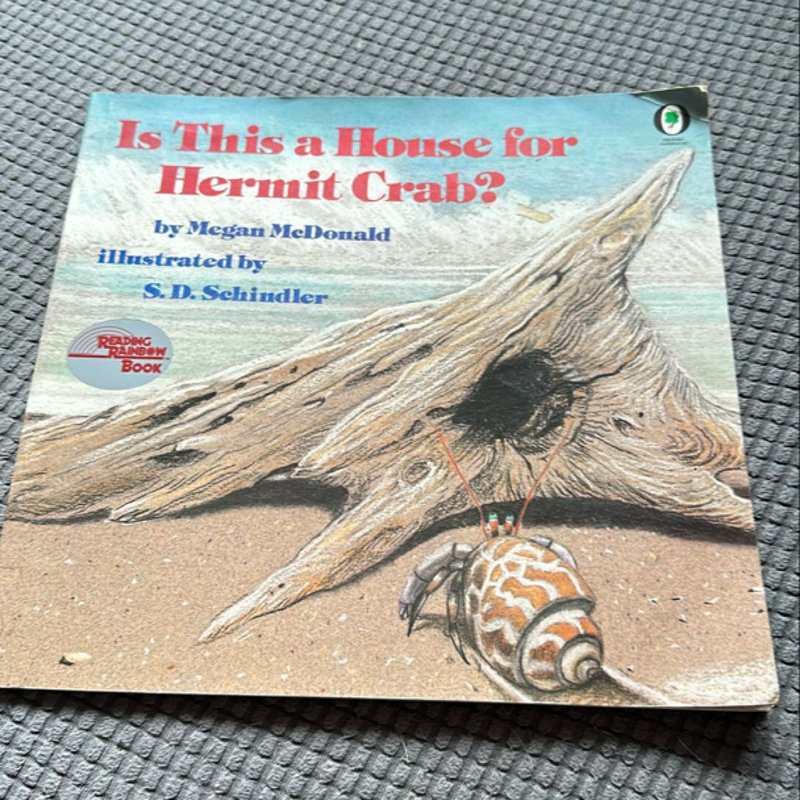 Is This a House for
Hermit Crab?
by Megan McDonald
illustrated by
S. D. Schindler
READING
RAINBOW
BOOK